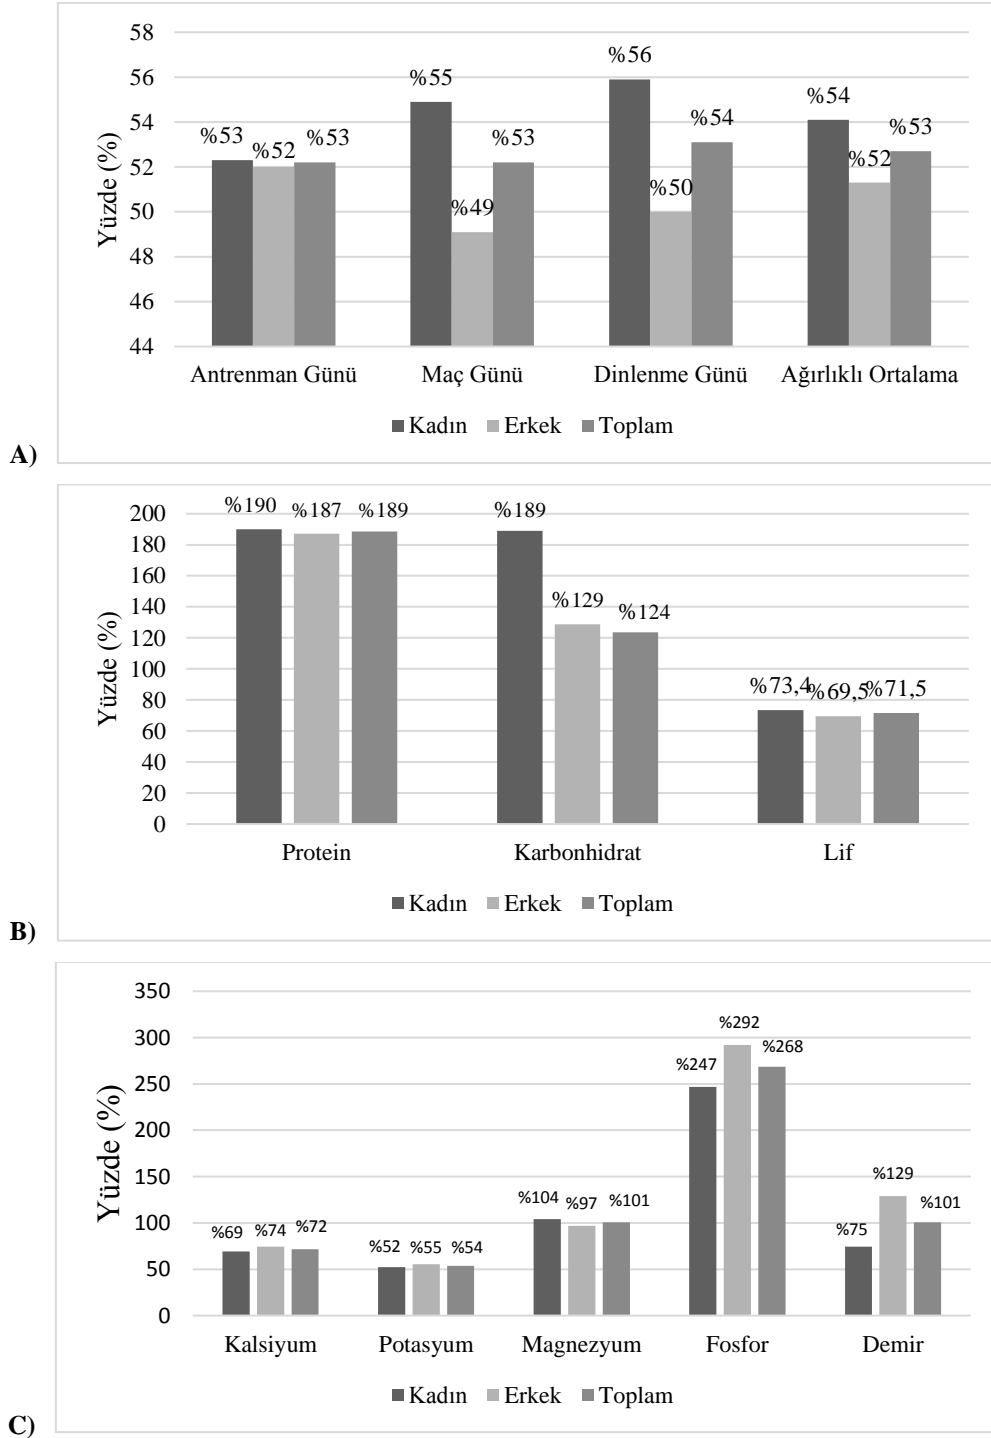 58
56
54
52
50
48
46
44
Yüzde (%)
%53
%52
%53
%55
%49
%53
%56
%50
%54
%54
%52
%53
Antrenman Günü
Maç Günü
Dinlenme Günü
Ağırlıklı Ortalama
Kadın
Erkek
Toplam
A)
200
180
160
140
120
100
80
60
40
20
0
Yüzde (%)
%190
%187
%189
%189
%129
%124
%73,4
%69,5
%71,5
Protein
Karbonhidrat
Lif
Kadın
Erkek
Toplam
B)
350
300
250
200
150
100
50
0
Yüzde (%)
%69
%74
%72
%52
%55
%54
%104
%97
%101
%247
%292
%268
%75
%129
%101
Kalsiyum
Potasyum
Magnezyum
Fosfor
Demir
Kadın
Erkek
Toplam
C)